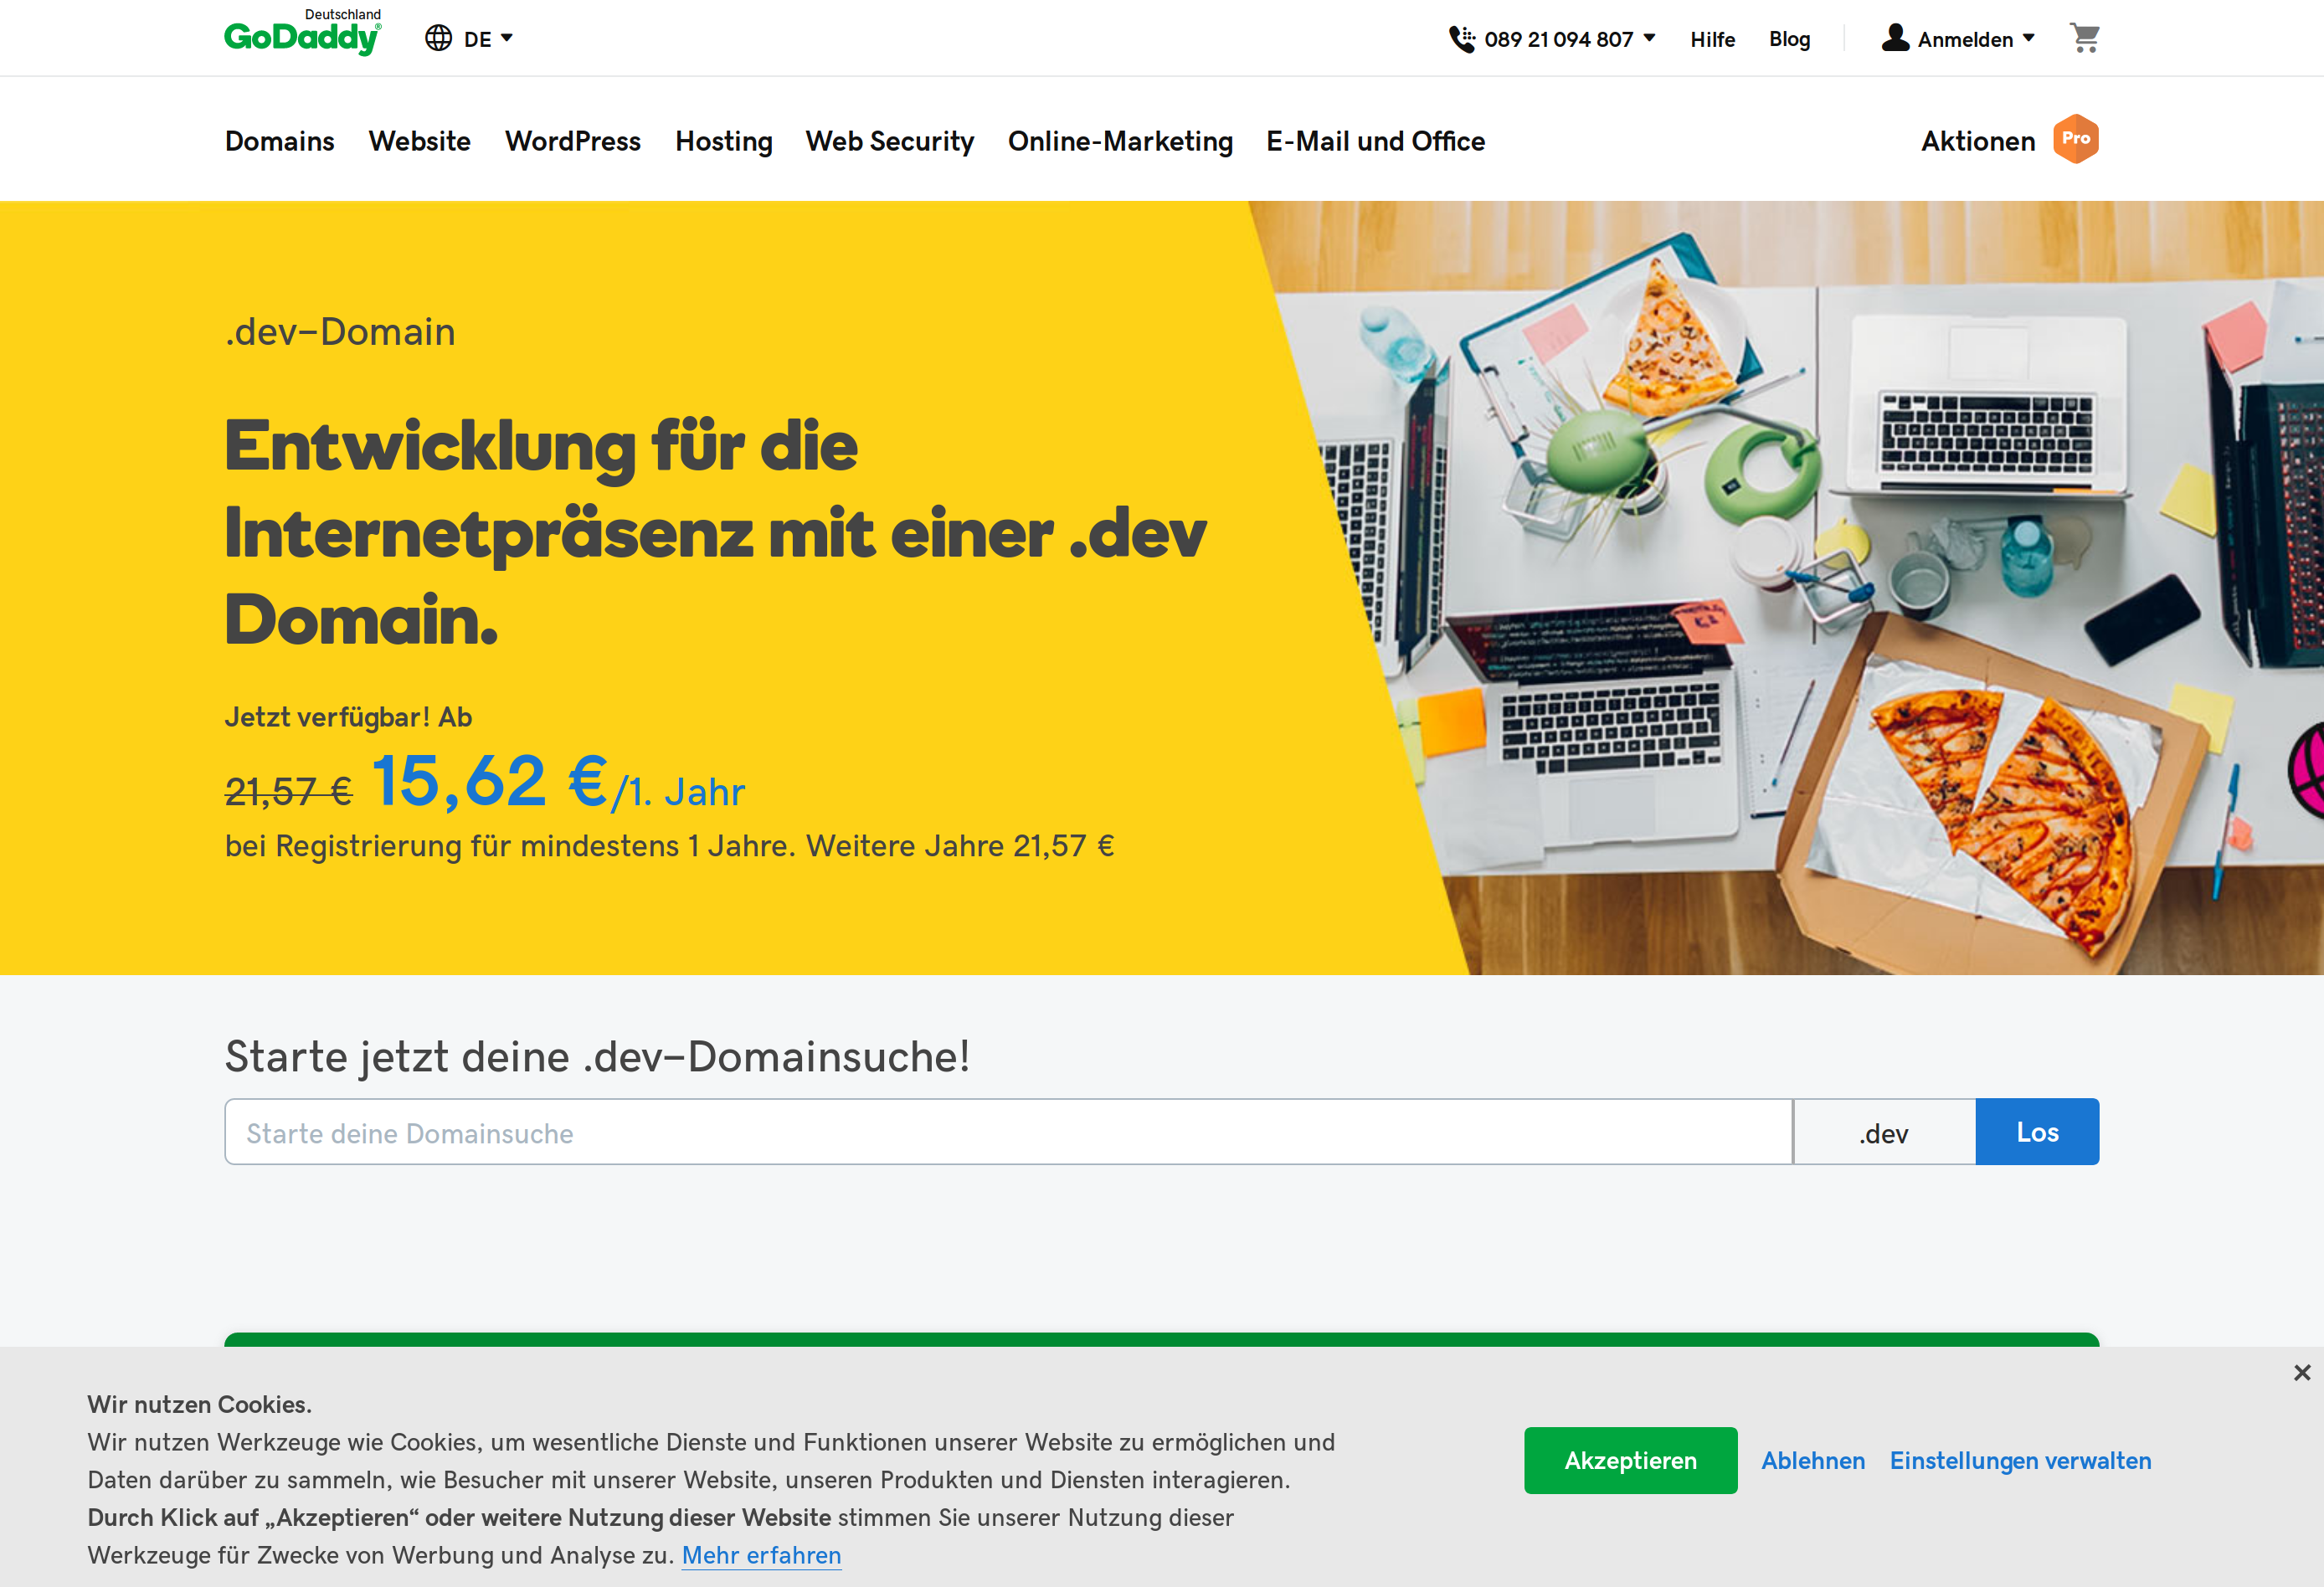 Deutschland
GoDaddy®
DE
089 21 094 807
Hilfe
Blog
Anmelden
Domains
Website
WordPress
Hosting
Web Security
Online-Marketing
E-Mail und Office
Aktionen
Pro
.dev–Domain
Entwicklung für die
Internetpräsenz mit einer .dev
Domain.
Jetzt verfügbar! Ab
21,57 € 15,62 €/1. Jahr
bei Registrierung für mindestens 1 Jahre. Weitere Jahre 21,57 €
Starte jetzt deine .dev–Domainsuche!
Starte deine Domainsuche
.dev
Los
Wir nutzen Cookies.
Wir nutzen Werkzeuge wie Cookies, um wesentliche Dienste und Funktionen unserer Website zu ermöglichen und
Daten darüber zu sammeln, wie Besucher mit unserer Website, unseren Produkten und Diensten interagieren.
Durch Klick auf „Akzeptieren“ oder weitere Nutzung dieser Website stimmen Sie unserer Nutzung dieser
Werkzeuge für Zwecke von Werbung und Analyse zu. Mehr erfahren
Akzeptieren
Ablehnen
Einstellungen verwalten